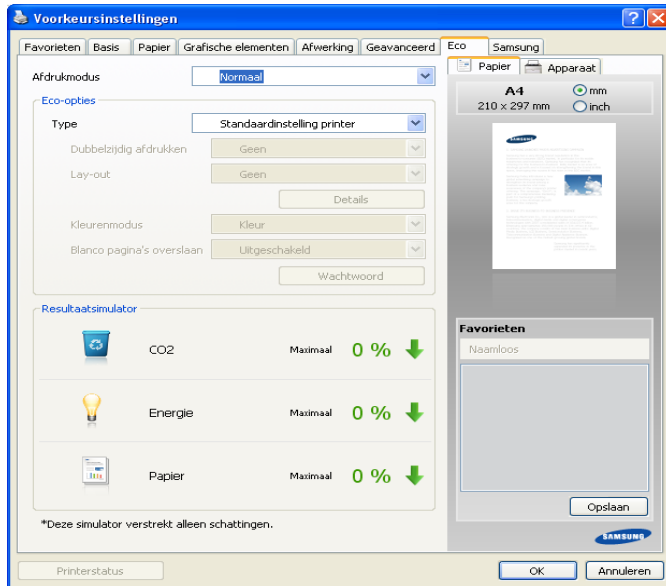 Voorkeursinstellingen
Favorieten Basis Papier Grafische elementen Afwerking Geavanceerd Eco Samsung
Afdrukmodus Normaal
Eco-opties
Type Standaardinstelling printer
Dubbelzijdig afdrukken Geen
Lay-out Geen
Details
Kleurenmodus Kleur
Blanco pagina's overslaan Uitgeschakeld
Wachtwoord
Resultaatsimulator
CO2 Maximaal 0 %
Energie Maximaal 0 %
Papier Maximaal 0 %
*Deze simulator verstrekt alleen schattingen.
Printerstatus
Papier Apparaat
A4 mm
210 x 297 mm inch
SAMSUNG
Favorieten
Naamloos
Opslaan
SAMSUNG
OK Annuleren